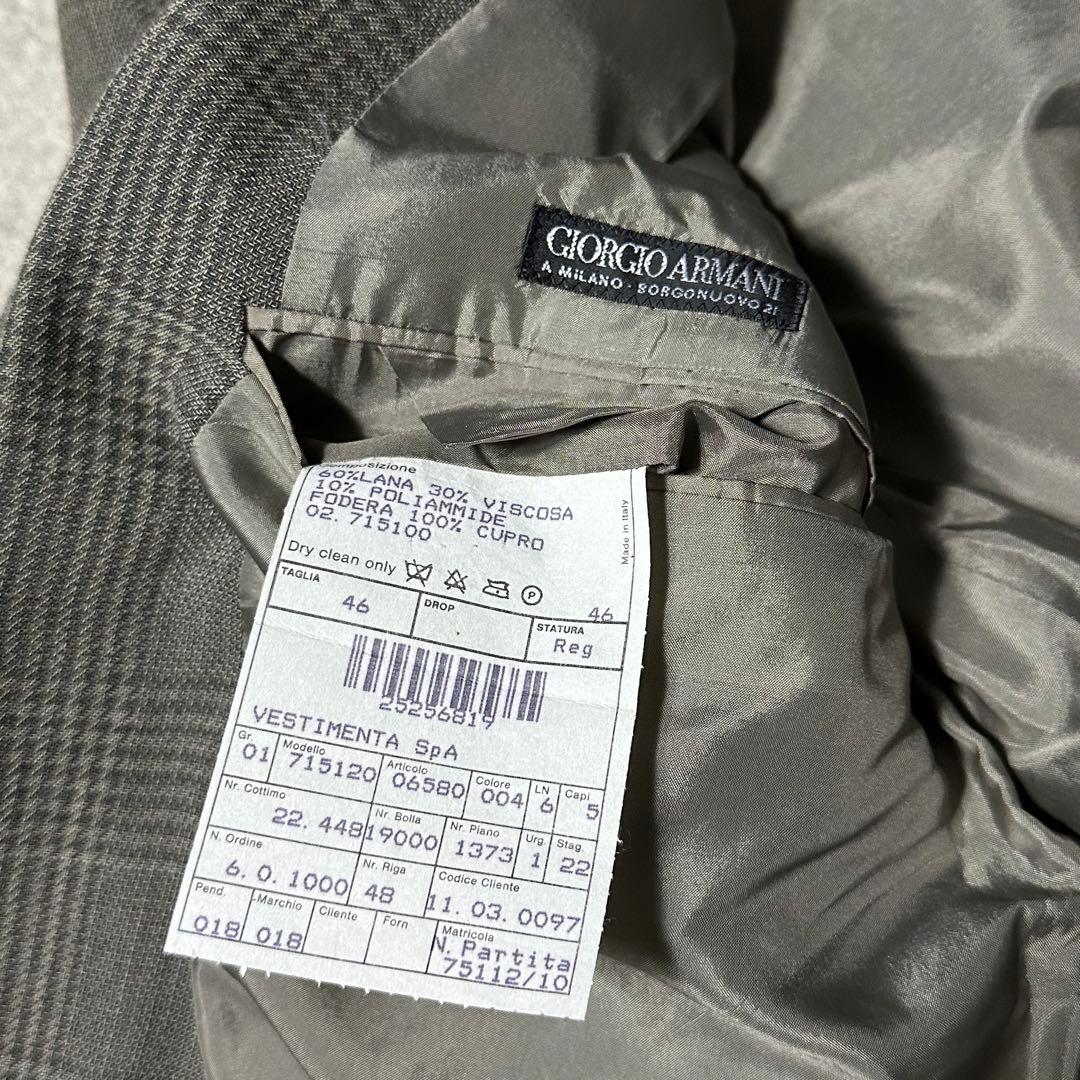 GIORGIO ARMANI
A MILANO - BORGONUOVO 21
Composizione
60%LANA 30% VISCOSA
10% POLIAMMIDE
FODERA 100% CUPRO
02. 715100
Made in Italy
Dry clean only P
TAGLIA
46
DROP
46
STATURA
Reg
25256819
VESTIMENTA SpA
Gr. Modello Articolo Colore LN Capi
01 715120 06580 004 6 5
Nr. Cottimo Nr. Bolla Nr. Piano Urg. Stag.
22. 448 19000 1373 1 22
N. Ordine Nr. Riga Codice Cliente
6. 0. 1000 48 11. 03. 0097
Pend. Marchio Cliente Forn Matricola
018 018 N. Partita
75112/10